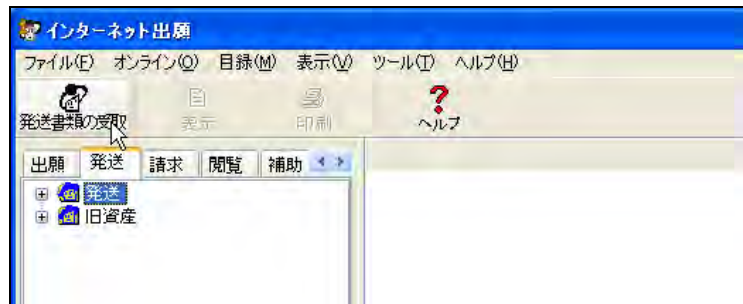 インターネット出願
ファイル(F) オンライン(O) 目録(M) 表示(V) ツール(T) ヘルプ(H)
発送書類の受取 表示 印刷 ヘルプ
出願 発送 請求 閲覧 補助
発送
旧資産